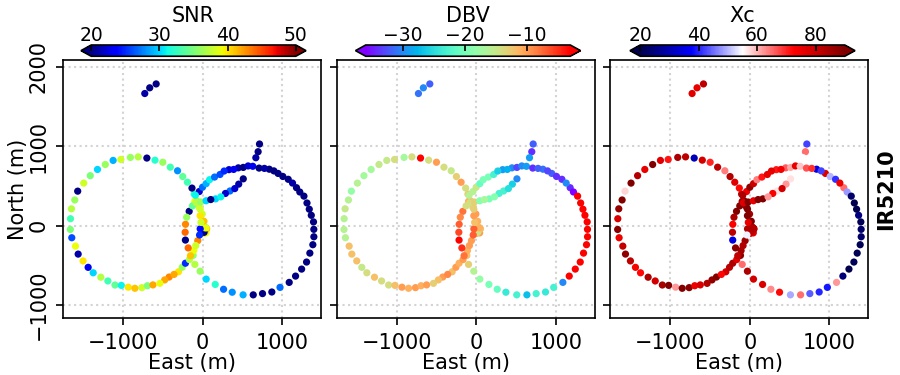 SNR DBV Xc
20 30 40 50 −30 −20 −10 20 40 60 80
2000
1000
0
−1000
North (m)
IR5210
−1000 0 1000 −1000 0 1000 −1000 0 1000
East (m) East (m) East (m)